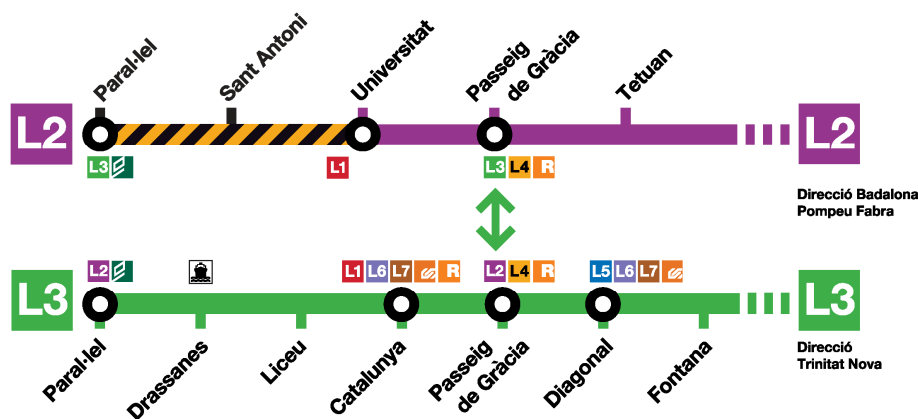 Paral·lel
Sant Antoni
Universitat
Passeig
de Gràcia
Tetuan
L2
L2
L3
L1
L3 L4 R
Direcció Badalona
Pompeu Fabra
L2
L1 L6 L7 R
L2 L4 R
L5 L6 L7
L3
L3
Paral·lel
Drassanes
Liceu
Catalunya
Passeig
de Gràcia
Diagonal
Fontana
Direcció
Trinitat Nova